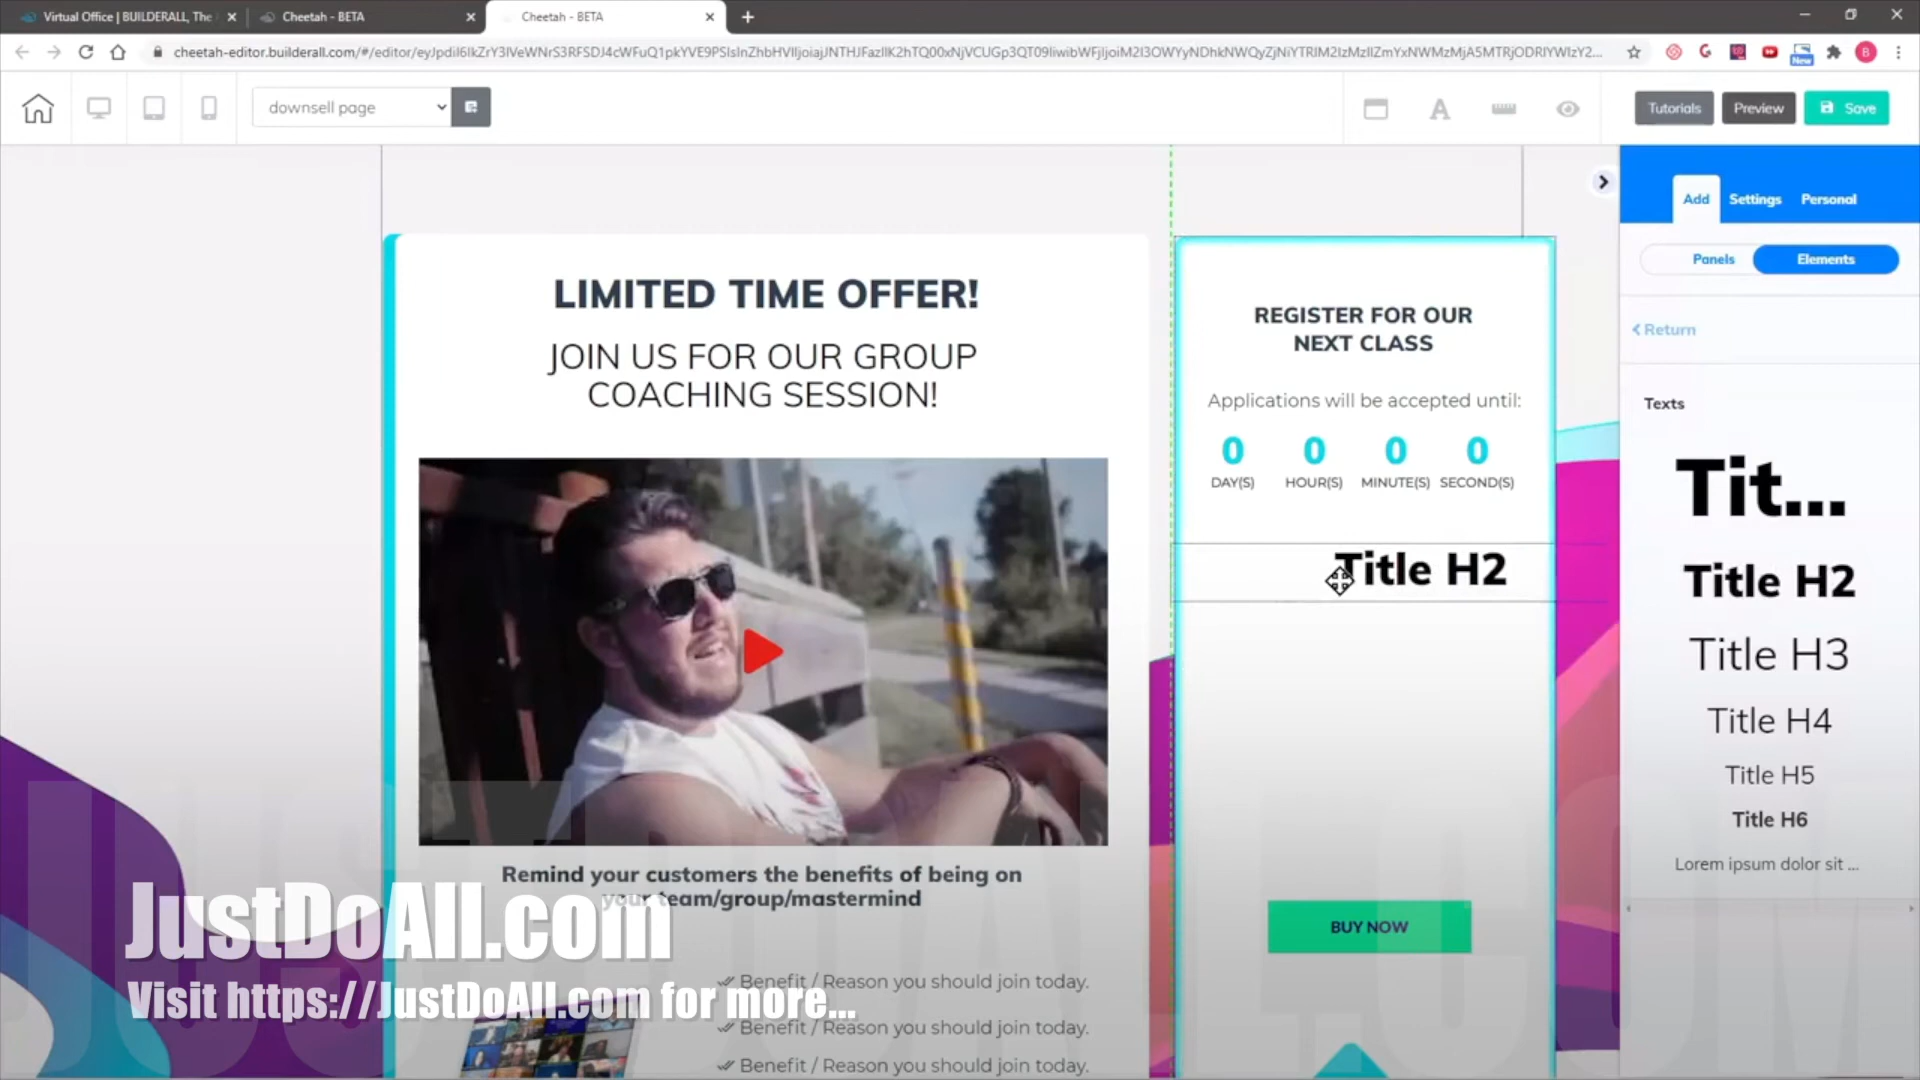 Virtual Office | BUILDERALL, The
Cheetah - BETA
Cheetah - BETA
downsell page
Tutorials
Preview
Save
Add
Settings
Personal
Panels
Elements
Return
Texts
Tit...
Title H2
Title H3
Title H4
Title H5
Title H6
Lorem ipsum dolor sit ...
LIMITED TIME OFFER!
JOIN US FOR OUR GROUP
COACHING SESSION!
Remind your customers the benefits of being on
your team/group/mastermind
Benefit / Reason you should join today.
Benefit / Reason you should join today.
Benefit / Reason you should join today.
REGISTER FOR OUR
NEXT CLASS
Applications will be accepted until:
0 0 0 0
DAY(S) HOUR(S) MINUTE(S) SECOND(S)
Title H2
BUY NOW
JustDoAll.com
Visit https://JustDoAll.com for more...
New
B